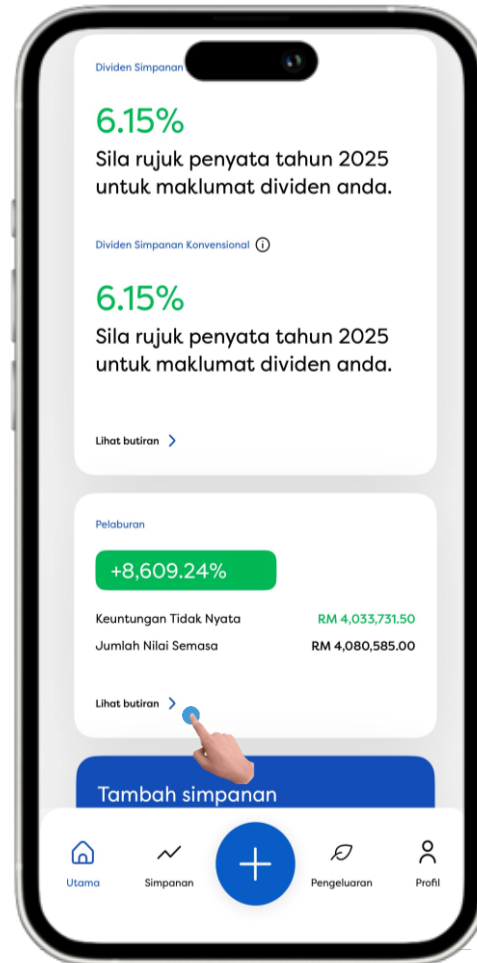 Dividen Simpanan
6.15%
Sila rujuk penyata tahun 2025
untuk maklumat dividen anda.
Dividen Simpanan Konvensional
6.15%
Sila rujuk penyata tahun 2025
untuk maklumat dividen anda.
Lihat butiran
Pelaburan
+8,609.24%
Keuntungan Tidak Nyata RM 4,033,731.50
Jumlah Nilai Semasa RM 4,080,585.00
Lihat butiran
Tambah simpanan
Utama Simpanan Pengeluaran Profil